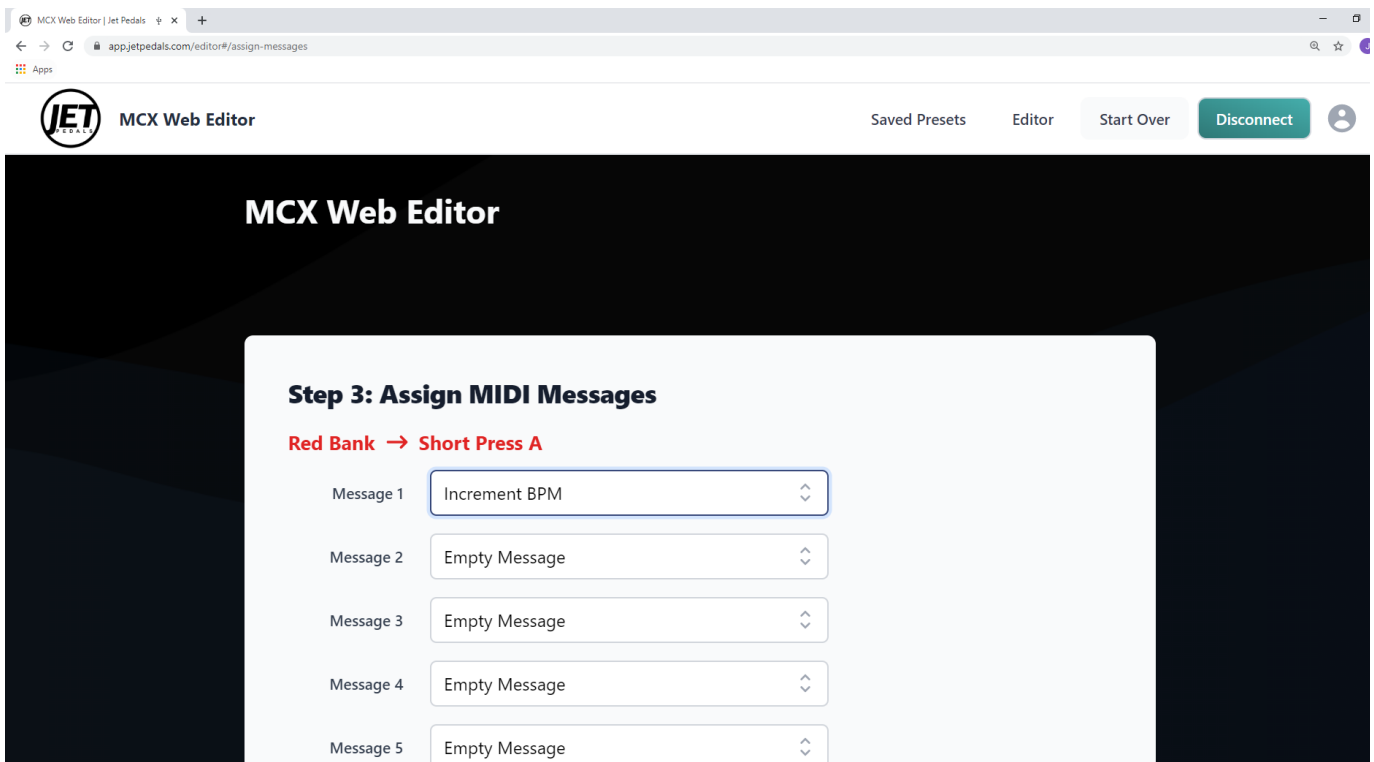 MCX Web Editor | Jet Pedals
app.jetpedals.com/editor#/assign-messages
Apps
JET
PEDALS
MCX Web Editor
Saved Presets
Editor
Start Over
Disconnect
MCX Web Editor
Step 3: Assign MIDI Messages
Red Bank → Short Press A
Message 1 Increment BPM
Message 2 Empty Message
Message 3 Empty Message
Message 4 Empty Message
Message 5 Empty Message